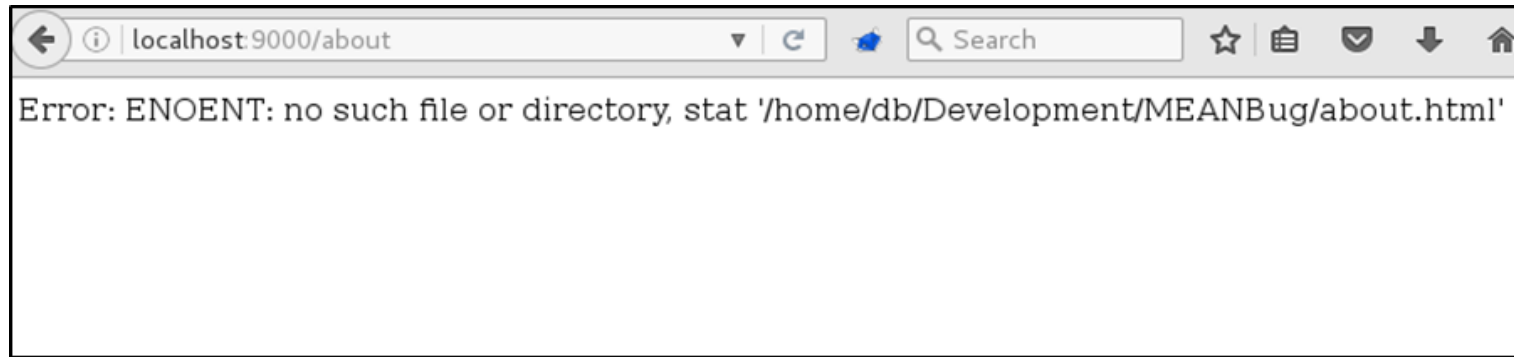 localhost:9000/about
Search
Error: ENOENT: no such file or directory, stat '/home/db/Development/MEANBug/about.html'